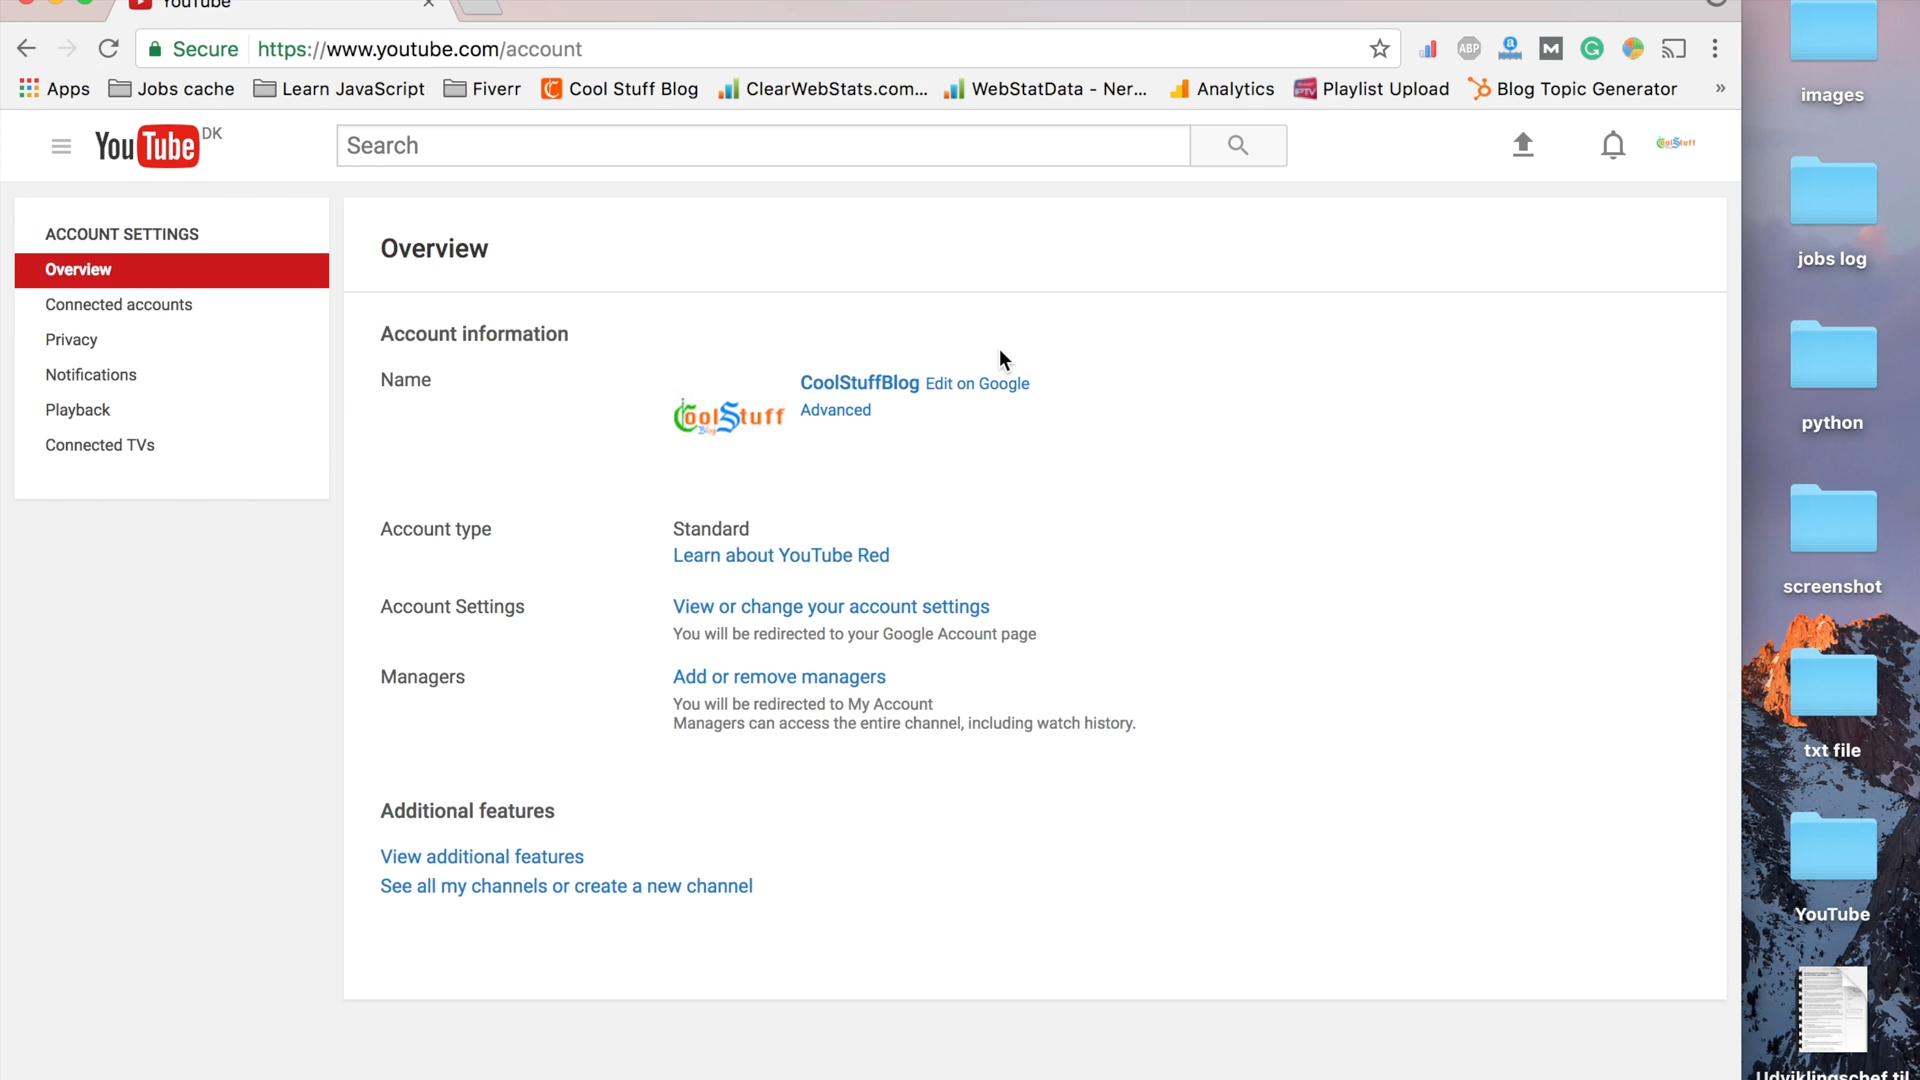 YouTube
Secure https://www.youtube.com/account
ABP
Apps Jobs cache Learn JavaScript Fiverr Cool Stuff Blog ClearWebStats.com... WebStatData - Ner... Analytics Playlist Upload Blog Topic Generator »
YouTube DK
Search
CoolStuff
ACCOUNT SETTINGS
Overview
Connected accounts
Privacy
Notifications
Playback
Connected TVs
Overview
Account information
Name
CoolStuff
Blog
CoolStuffBlog Edit on Google
Advanced
Account type
Standard
Learn about YouTube Red
Account Settings
View or change your account settings
You will be redirected to your Google Account page
Managers
Add or remove managers
You will be redirected to My Account
Managers can access the entire channel, including watch history.
Additional features
View additional features
See all my channels or create a new channel
images
jobs log
python
screenshot
txt file
YouTube
Udviklingschef til